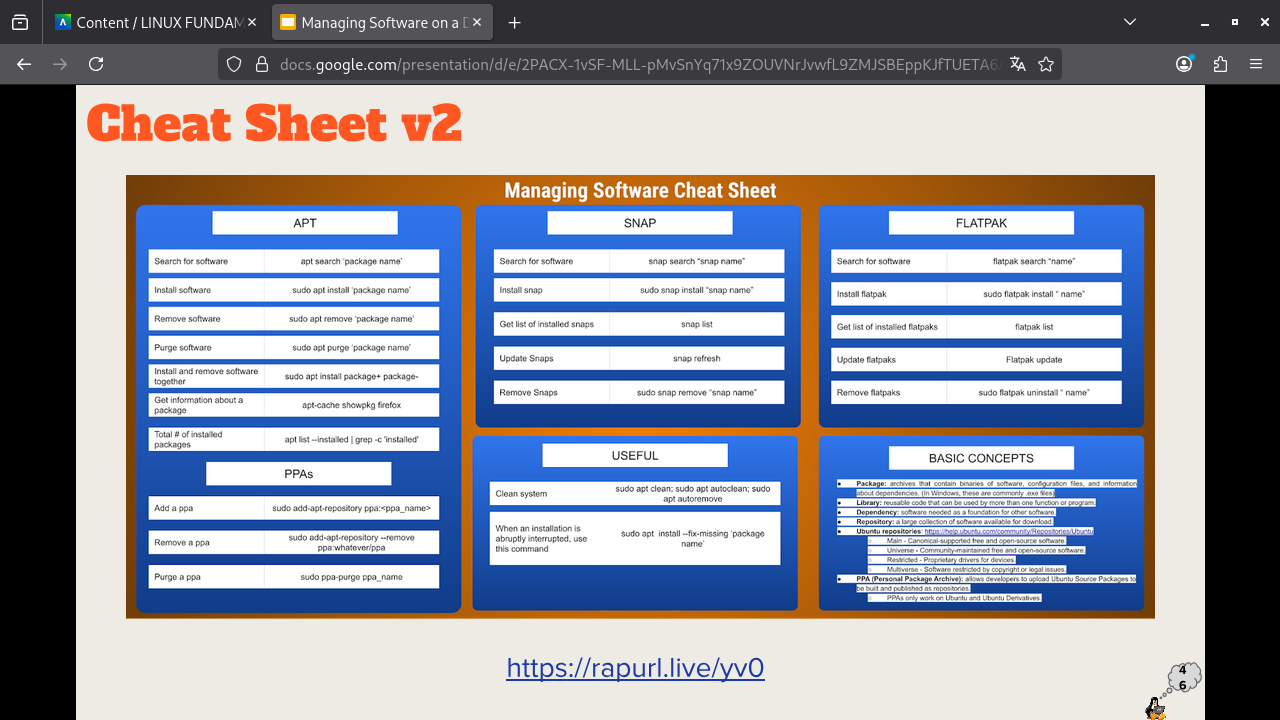 Content / LINUX FUNDAM
Managing Software on a D
docs.google.com/presentation/d/e/2PACX-1vSF-MLL-pMvSnYq71x9ZOUVNrJvwfL9ZMJSBEppKJfTUETA6
Cheat Sheet v2
Managing Software Cheat Sheet
APT
Search for software apt search ‘package name’
Install software sudo apt install ‘package name’
Remove software sudo apt remove ‘package name’
Purge software sudo apt purge ‘package name’
Install and remove software
together
sudo apt install package+ package-
Get information about a
package
apt-cache showpkg firefox
Total # of installed
packages
apt list --installed | grep -c 'installed'
PPAs
Add a ppa sudo add-apt-repository ppa:<ppa_name>
Remove a ppa
sudo add-apt-repository --remove
ppa:whatever/ppa
Purge a ppa sudo ppa-purge ppa_name
SNAP
Search for software snap search “snap name”
Install snap sudo snap install “snap name”
Get list of installed snaps snap list
Update Snaps snap refresh
Remove Snaps sudo snap remove “snap name”
FLATPAK
Search for software flatpak search “name”
Install flatpak sudo flatpak install “ name”
Get list of installed flatpaks flatpak list
Update flatpaks Flatpak update
Remove flatpaks sudo flatpak uninstall “ name”
USEFUL
Clean system
sudo apt clean; sudo apt autoclean; sudo
apt autoremove
When an installation is
abruptly interrupted, use
this command
sudo apt install --fix-missing 'package
name'
BASIC CONCEPTS
● Package: archives that contain binaries of software, configuration files, and information
about dependencies. (In Windows, these are commonly .exe files)
● Library: reusable code that can be used by more than one function or program.
● Dependency: software needed as a foundation for other software.
● Repository: a large collection of software available for download.
● Ubuntu repositories: https://help.ubuntu.com/community/Repositories/Ubuntu
○ Main - Canonical-supported free and open-source software.
○ Universe - Community-maintained free and open-source software.
○ Restricted - Proprietary drivers for devices.
○ Multiverse - Software restricted by copyright or legal issues.
● PPA (Personal Package Archive): allows developers to upload Ubuntu Source Packages to
be built and published as repositories.
○ PPAs only work on Ubuntu and Ubuntu Derivatives.
https://rapurl.live/yv0
4
6